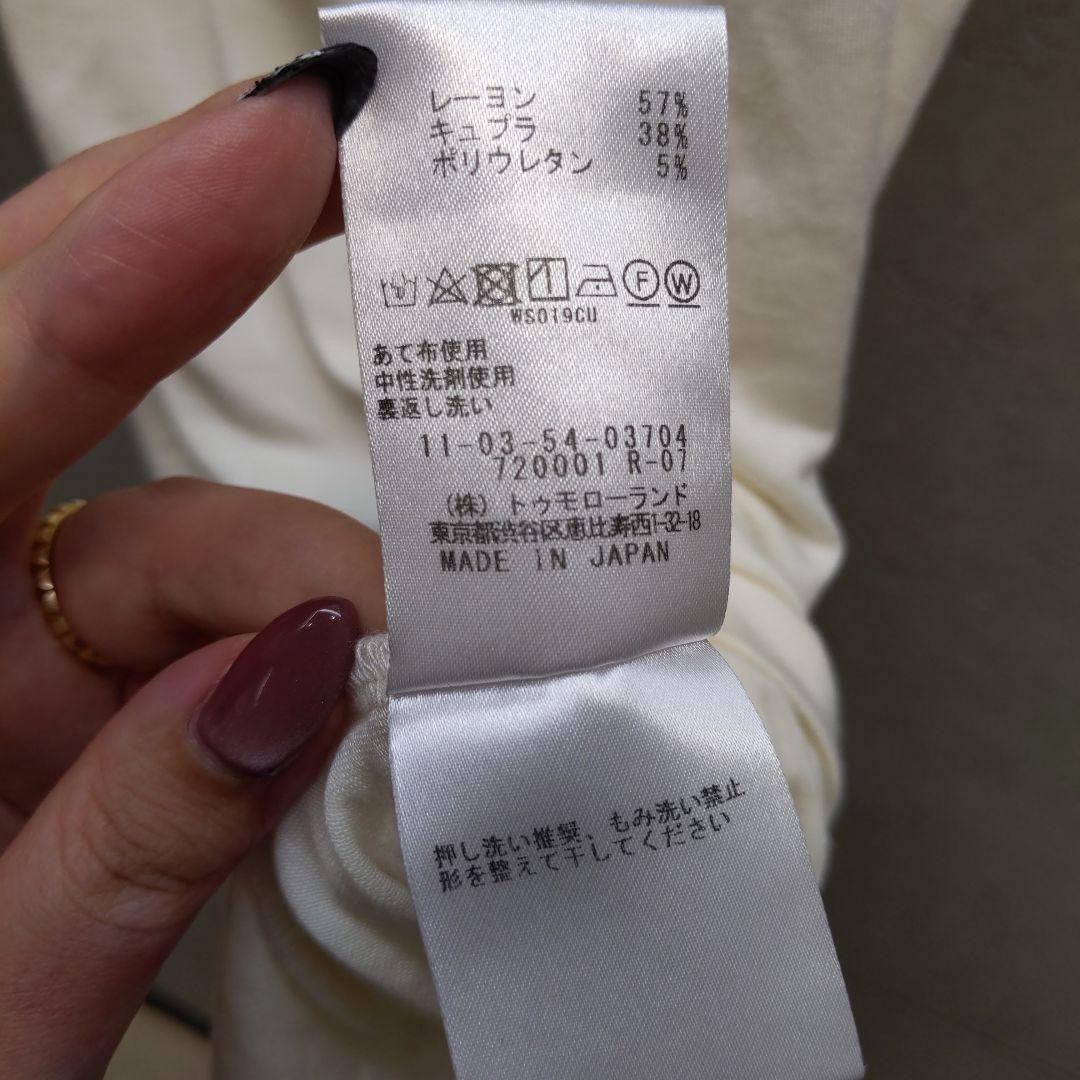 レーヨン 57%
キュプラ 38%
ポリウレタン 5%
F W
WS019CU
あて布使用
中性洗剤使用
裏返し洗い
11-03-54-03704
720001 R-07
(株) トゥモローランド
東京都渋谷区恵比寿西1-32-18
MADE IN JAPAN
押し洗い推奨、もみ洗い禁止
形を整えて干してください